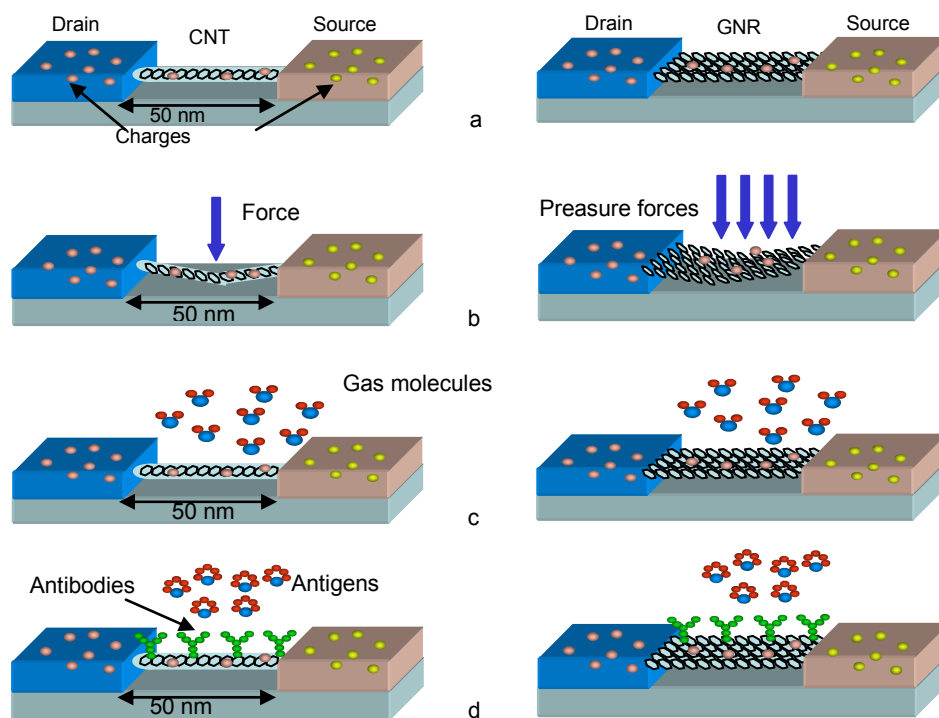 Drain CNT Source Drain GNR Source
50 nm
Charges
a
Force Preasure forces
50 nm
b
Gas molecules
50 nm
c
Antibodies Antigens
50 nm
d